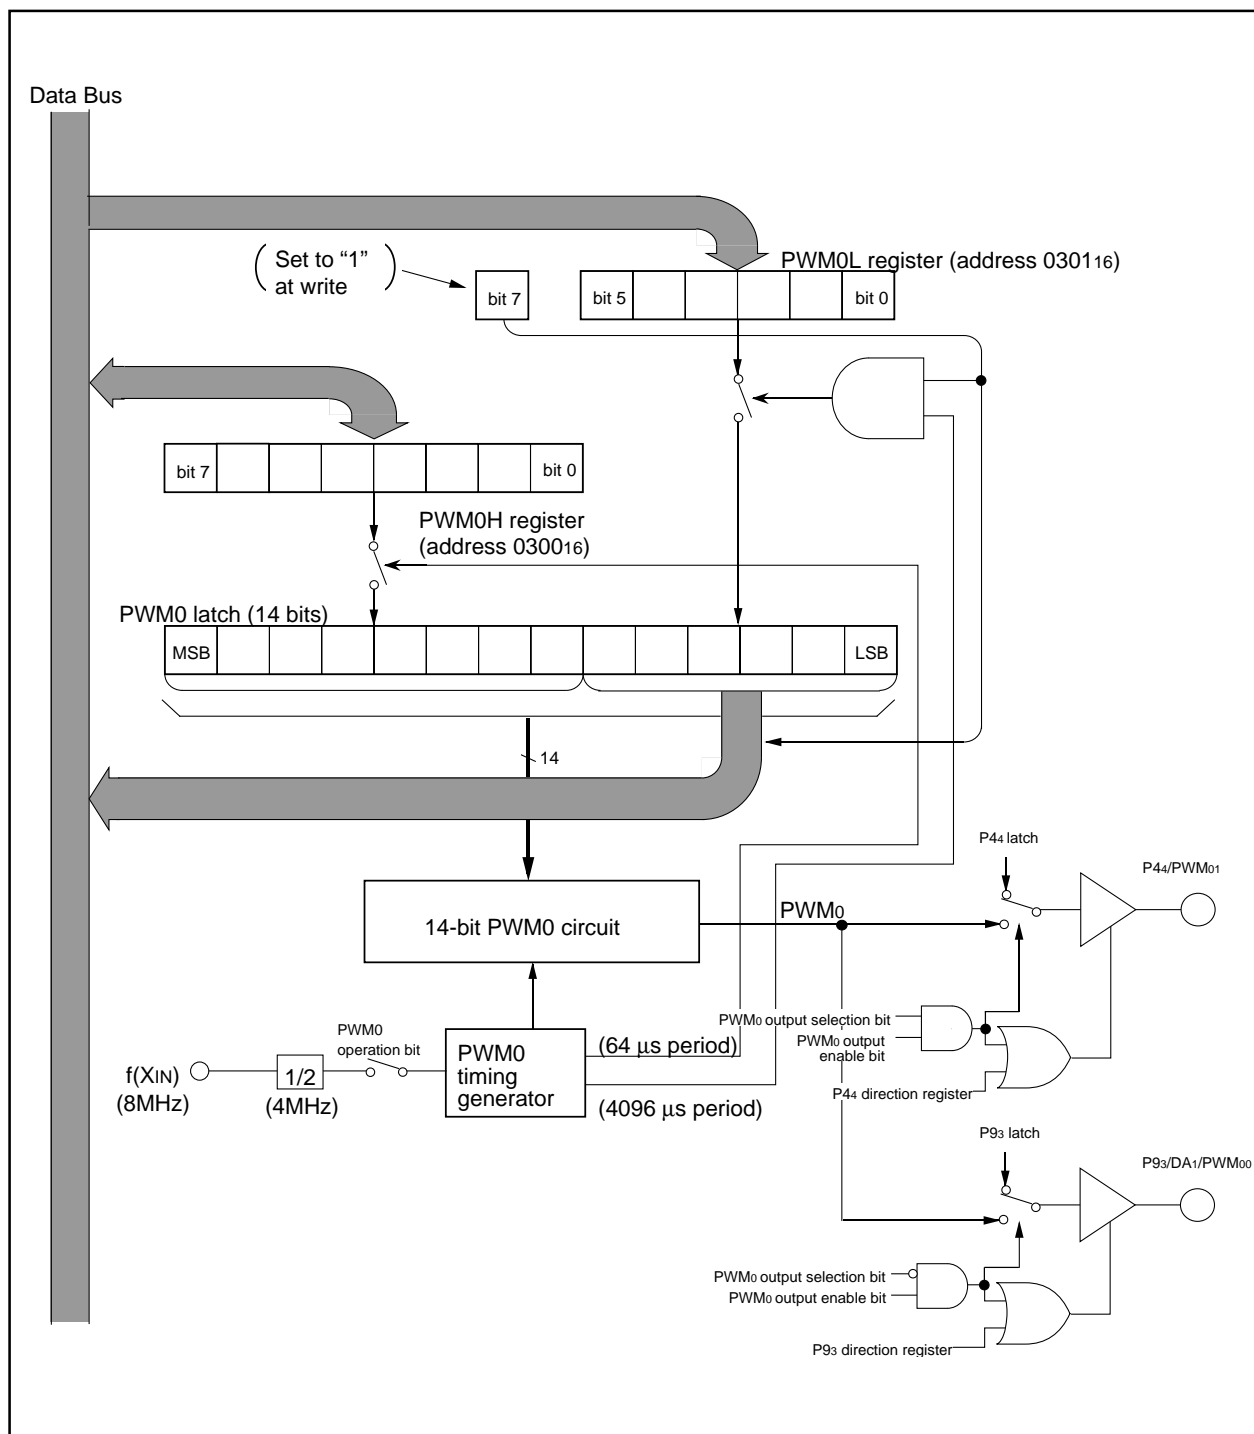 Data Bus
Set to “1”
at write
PWM0L register (address 030116)
bit 7
bit 5
bit 0
bit 7
bit 0
PWM0H register
(address 030016)
PWM0 latch (14 bits)
MSB
LSB
14
14-bit PWM0 circuit
PWM0
P44 latch
P44/PWM01
PWM0 output selection bit
PWM0 output
enable bit
P44 direction register
PWM0
operation bit
f(XIN)
(8MHz)
1/2
(4MHz)
PWM0
timing
generator
(64 μs period)
(4096 μs period)
P93 latch
P93/DA1/PWM00
PWM0 output selection bit
PWM0 output enable bit
P93 direction register